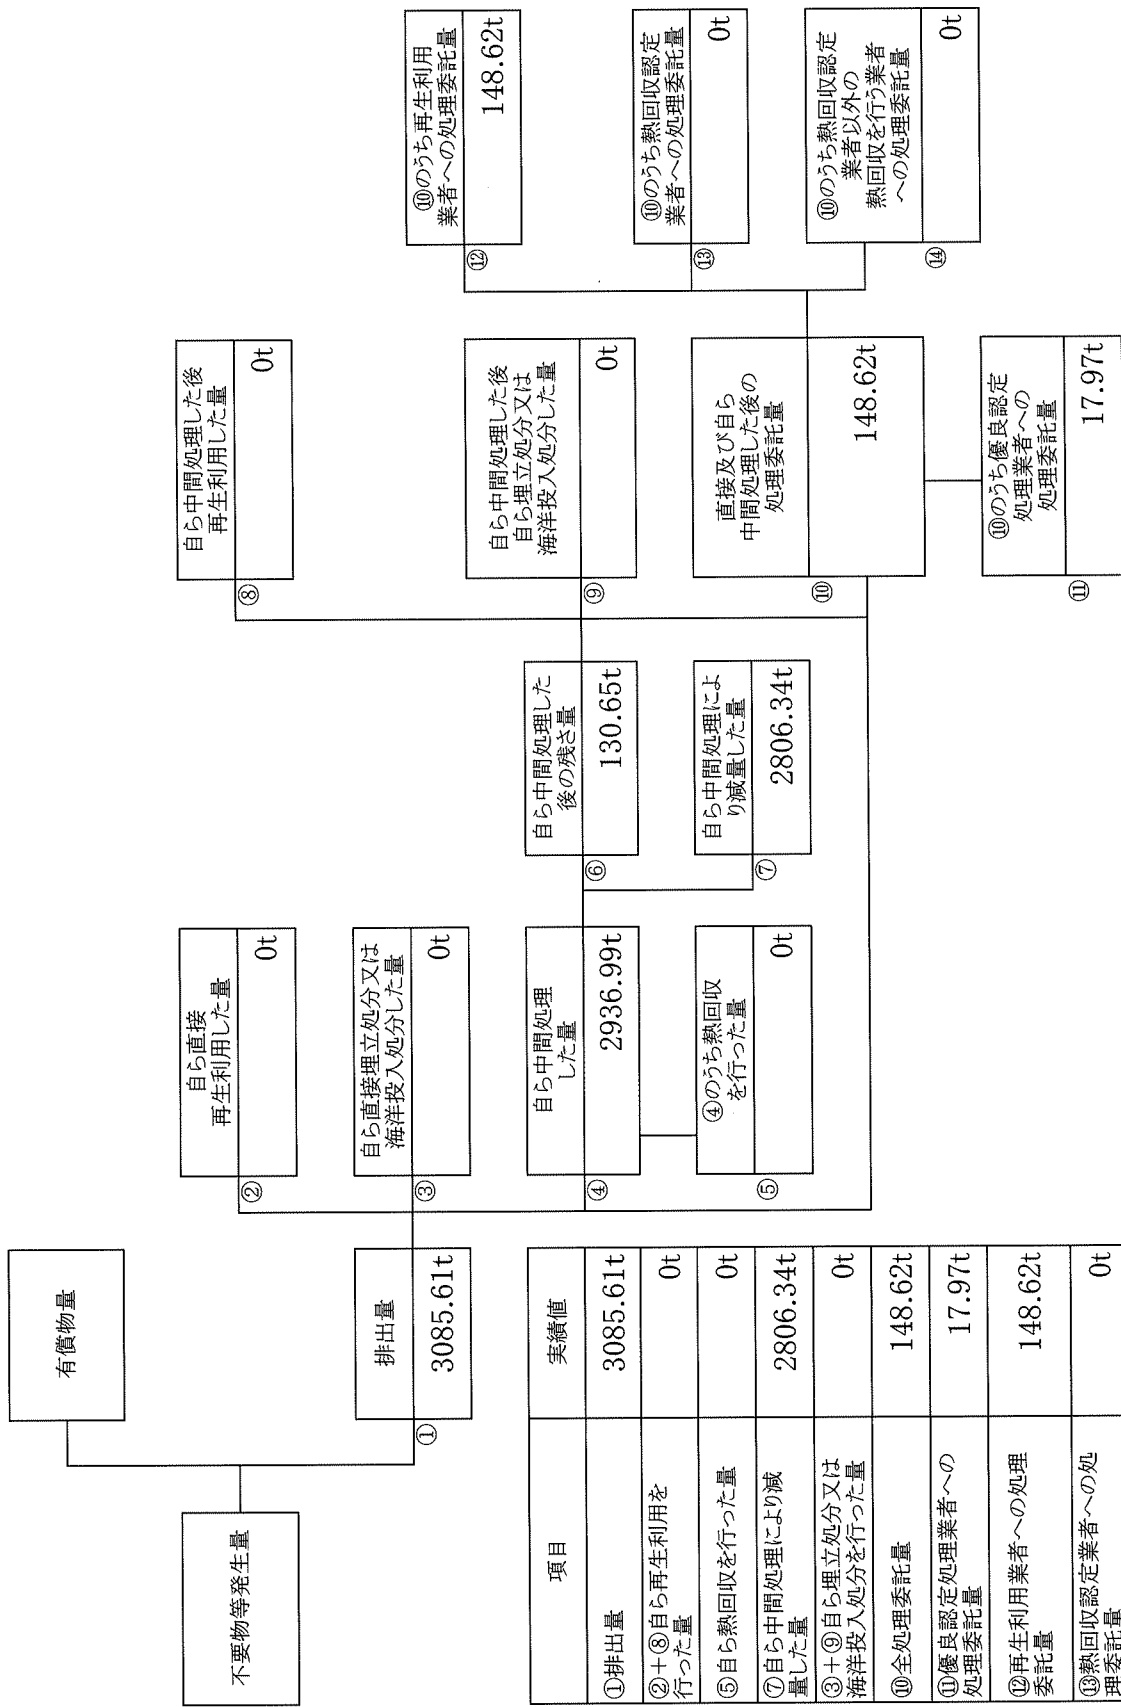 不要物等発生量
有償物量
排出量
①
3085.61t
自ら直接
再生利用した量
②
0t
自ら直接埋立処分又は
海洋投入処分した量
③
0t
自ら中間処理
した量
④
2936.99t
④のうち熱回収
を行った量
⑤
0t
自ら中間処理した
後の残さ量
⑥
130.65t
自ら中間処理によ
り減量した量
⑦
2806.34t
自ら中間処理した後
再生利用した量
⑧
0t
自ら中間処理した後
自ら埋立処分又は
海洋投入処分した量
⑨
0t
直接及び自ら
中間処理した後の
処理委託量
⑩
148.62t
⑩のうち優良認定
処理業者への
処理委託量
⑪
17.97t
⑩のうち再生利用
業者への処理委託量
⑫
148.62t
⑩のうち熱回収認定
業者への処理委託量
⑬
0t
⑩のうち熱回収認定
業者以外の
熱回収を行う業者
への処理委託量
⑭
0t
項目 実績値
①排出量 3085.61t
②+⑧自ら再生利用を
行った量 0t
⑤自ら熱回収を行った量 0t
⑦自ら中間処理により減
量した量 2806.34t
③+⑨自ら埋立処分又は
海洋投入処分を行った量 0t
⑩全処理委託量 148.62t
⑪優良認定処理業者への
処理委託量 17.97t
⑫再生利用業者への処理
委託量 148.62t
⑬熱回収認定業者への処
理委託量 0t